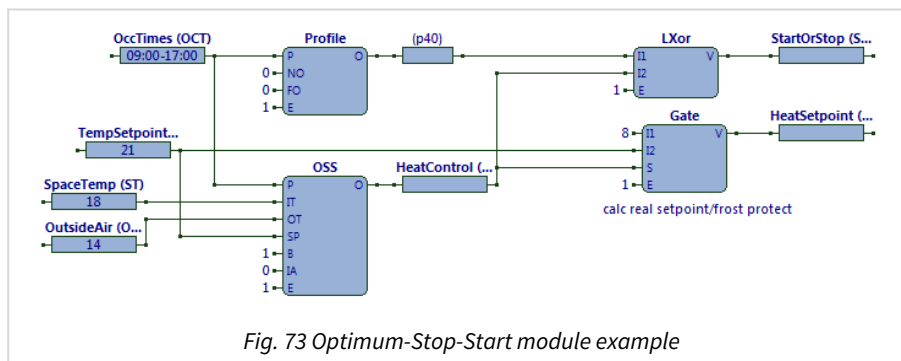 OccTimes (OCT)
09:00-17:00
Profile
P
O
0 NO
0 FO
1 E
(p40)
LXor
I1
V
I2
1 E
StartOrStop (S...
Gate
8 I1
V
I2
S
1 E
HeatSetpoint (...
calc real setpoint/frost protect
TempSetpoint...
21
SpaceTemp (ST)
18
OutsideAir (O...
14
OSS
P
O
IT
OT
SP
1 B
0 IA
1 E
HeatControl (...
Fig. 73 Optimum-Stop-Start module example